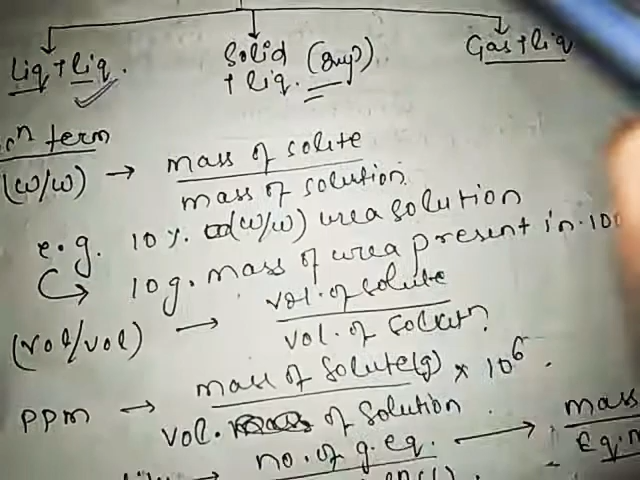 Liq + Liq. Solid (imp) Gas + liq
+ liq.
term
(w/w) → mass of solute
mass of solution.
e.g. 10 %. (w/w) urea solution
↳ 10 g. mass of urea present in 100
(vol/vol) → vol. of solute
vol. of solution
ppm → mass of solute(g) × 10⁶.
vol. of solution
no. of g. eq. → mass